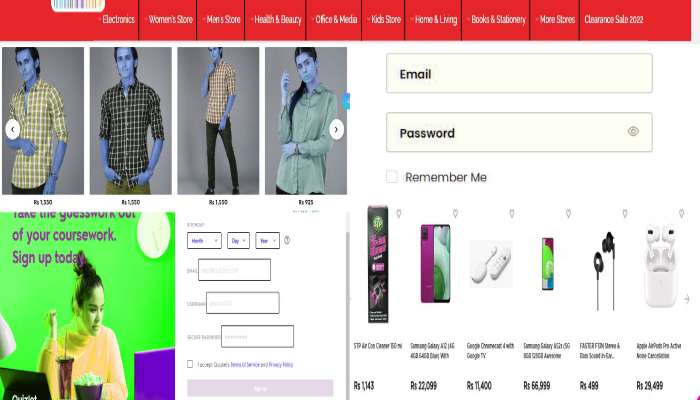 Electronics
Women's Store
Men's Store
Health & Beauty
Office & Media
Kids Store
Home & Living
Books & Stationery
More Stores
Clearance Sale 2022
Rs 1,550
Rs 1,550
Rs 1,550
Rs 925
Email
Password
Remember Me
Take the guesswork out
of your coursework.
Sign up today.
Quizlet
BIRTHDAY
Month
Day
Year
EMAIL
USERNAME
SECURE PASSWORD
I accept Quizlet's Terms of Service and Privacy Policy
Sign up
STP Air Con Cleaner 150 ml
Rs 1,143
Samsung Galaxy A12 (4G
4GB 64GB Blue) With
Rs 22,099
Google Chromecast 4 with
Google TV
Rs 11,400
Samsung Galaxy A52s (5G
8GB 128GB Awesome
Rs 66,999
FASTER F10N Stereo &
Bass Sound In-Ear...
Rs 499
Apple AirPods Pro Active
Noise Cancellation
Rs 29,499